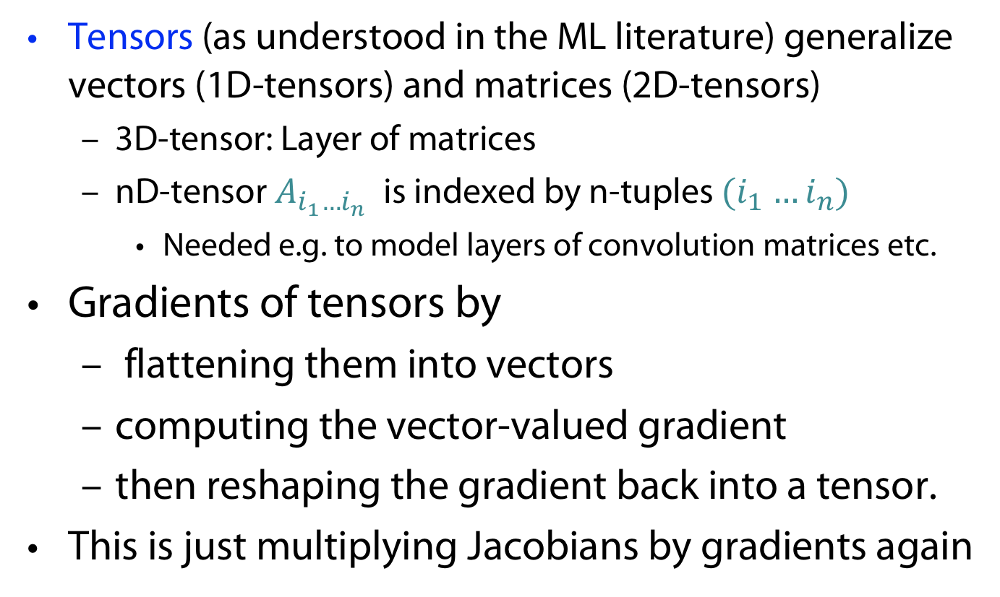 • Tensors (as understood in the ML literature) generalize
vectors (1D-tensors) and matrices (2D-tensors)
– 3D-tensor: Layer of matrices
– nD-tensor A_{i_1…i_n} is indexed by n-tuples (i_1 … i_n)
• Needed e.g. to model layers of convolution matrices etc.
• Gradients of tensors by
– flattening them into vectors
– computing the vector-valued gradient
– then reshaping the gradient back into a tensor.
• This is just multiplying Jacobians by gradients again